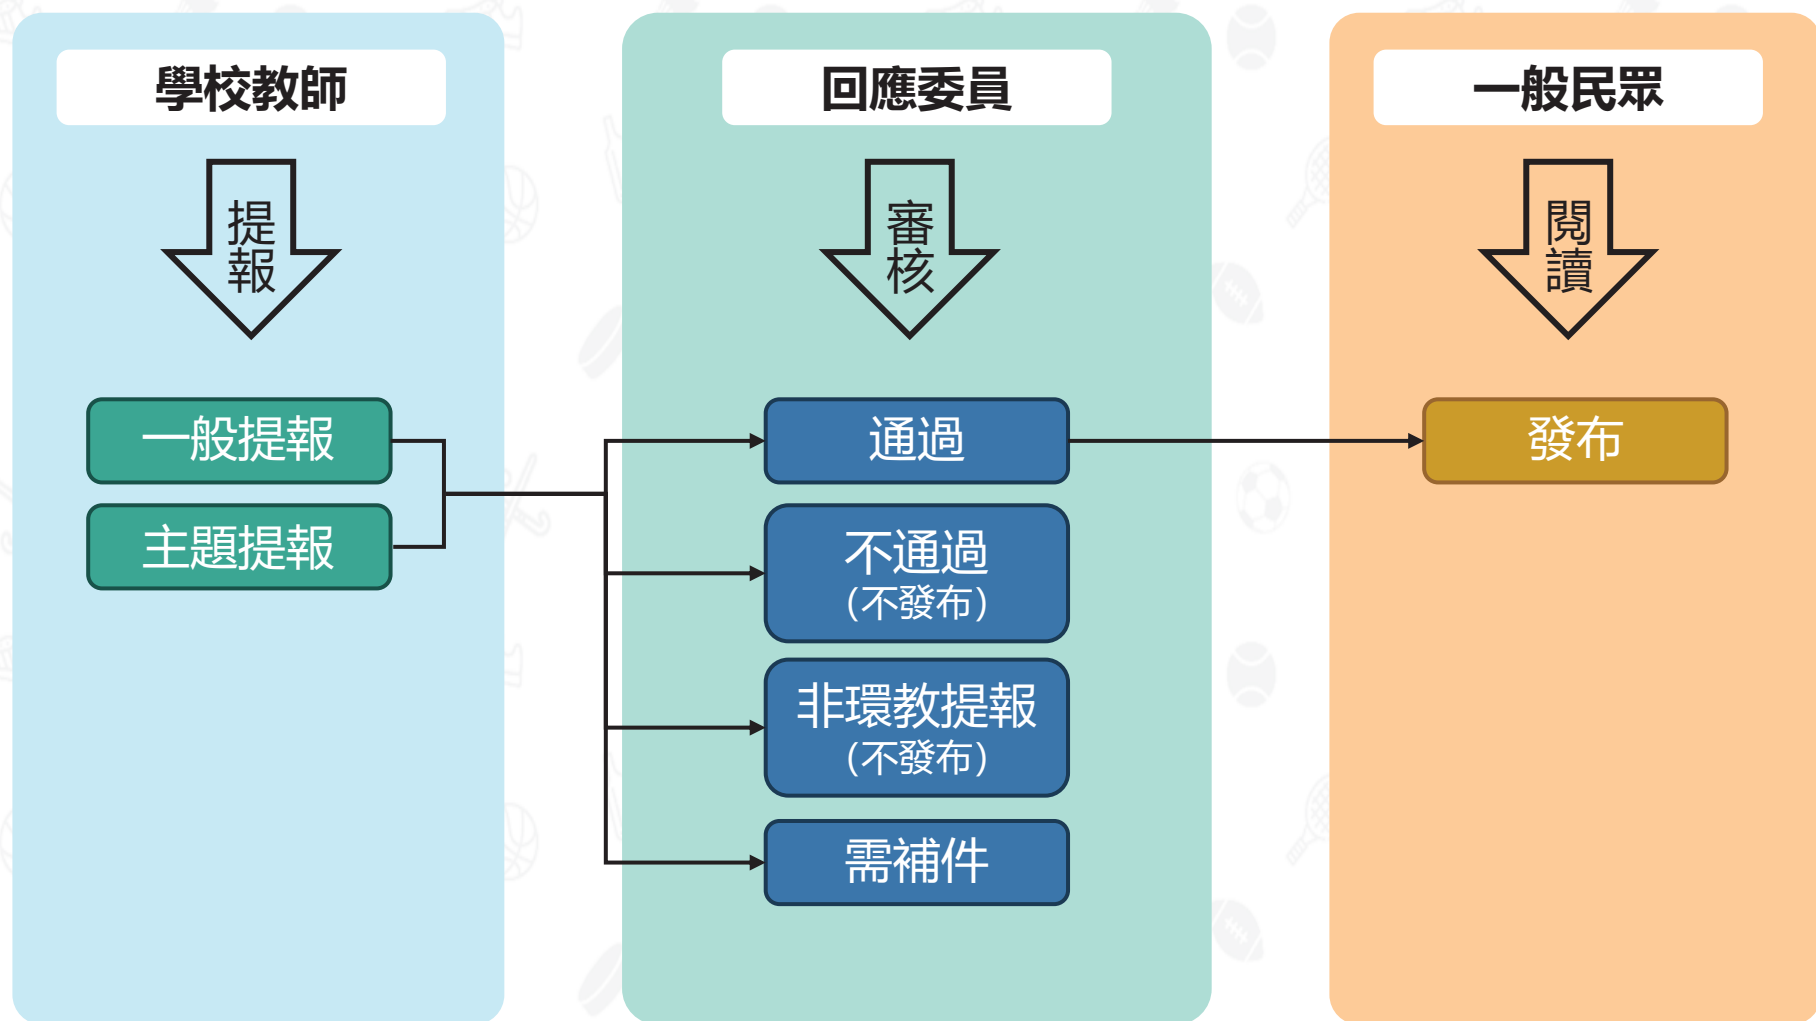 學校教師
提報
一般提報
主題提報
回應委員
審核
通過
不通過
（不發布）
非環教提報
（不發布）
需補件
一般民眾
閱讀
發布